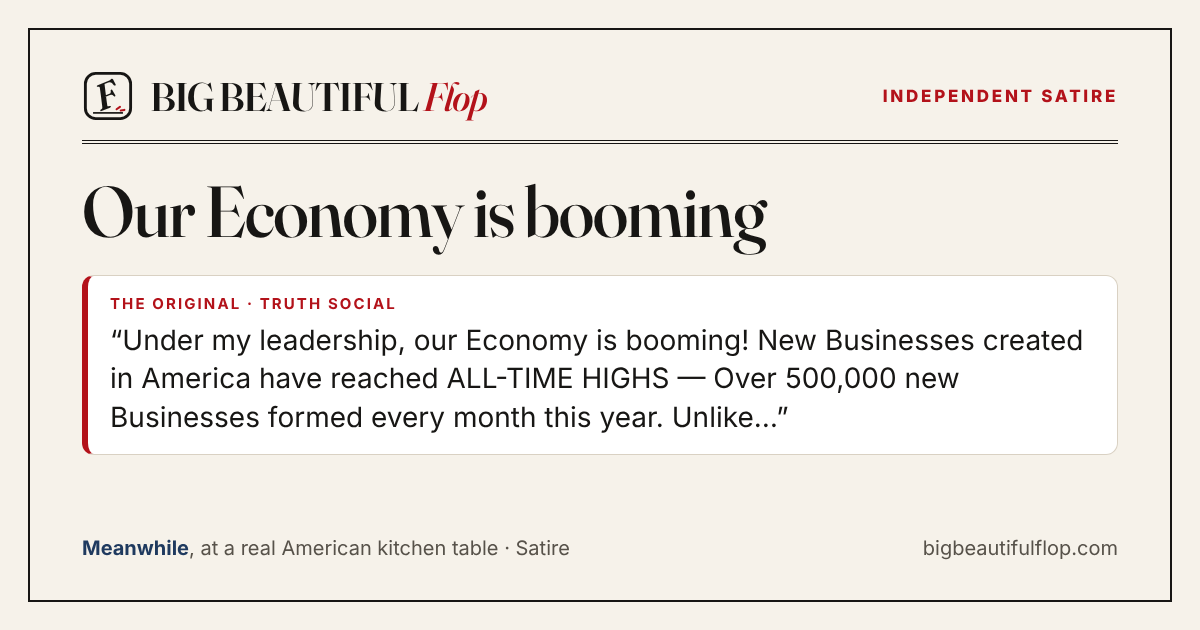 F
BIG BEAUTIFUL Flop
INDEPENDENT SATIRE
Our Economy is booming
THE ORIGINAL · TRUTH SOCIAL
“Under my leadership, our Economy is booming! New Businesses created
in America have reached ALL-TIME HIGHS — Over 500,000 new
Businesses formed every month this year. Unlike...”
Meanwhile, at a real American kitchen table · Satire
bigbeautifulflop.com